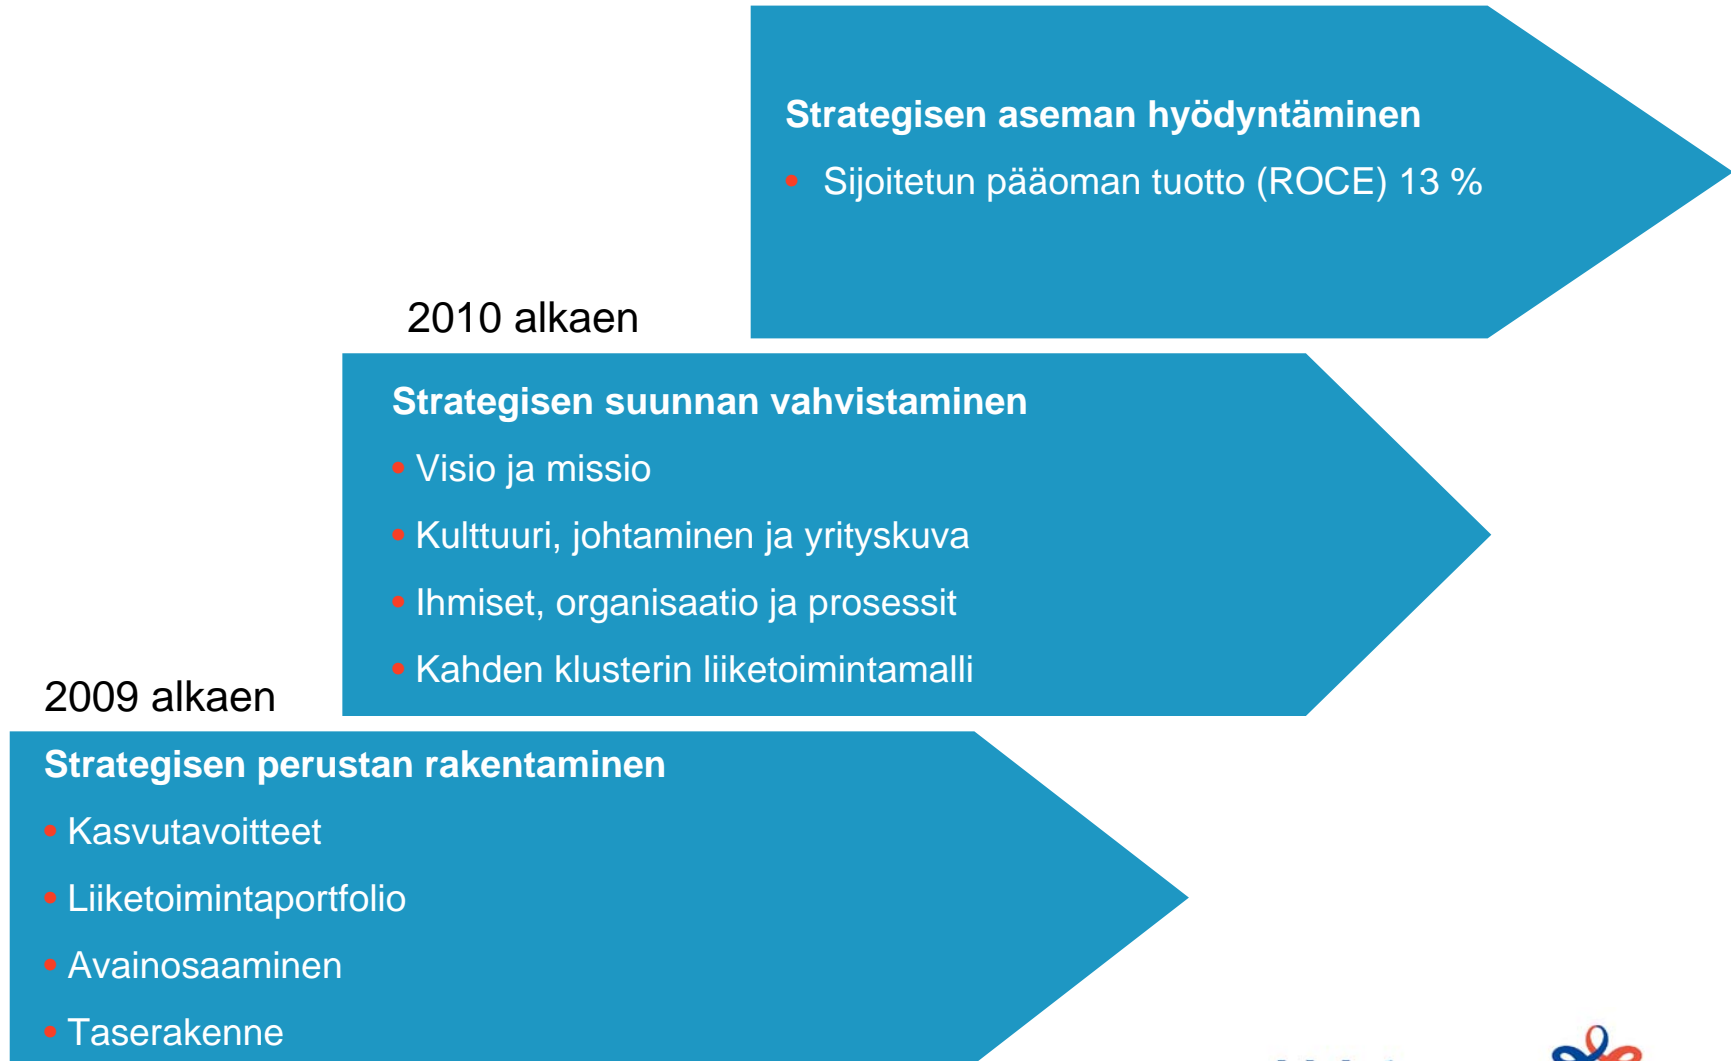 Strategisen aseman hyödyntäminen
• Sijoitetun pääoman tuotto (ROCE) 13 %
2010 alkaen
Strategisen suunnan vahvistaminen
• Visio ja missio
• Kulttuuri, johtaminen ja yrityskuva
• Ihmiset, organisaatio ja prosessit
• Kahden klusterin liiketoimintamalli
2009 alkaen
Strategisen perustan rakentaminen
• Kasvutavoitteet
• Liiketoimintaportfolio
• Avainosaaminen
• Taserakenne